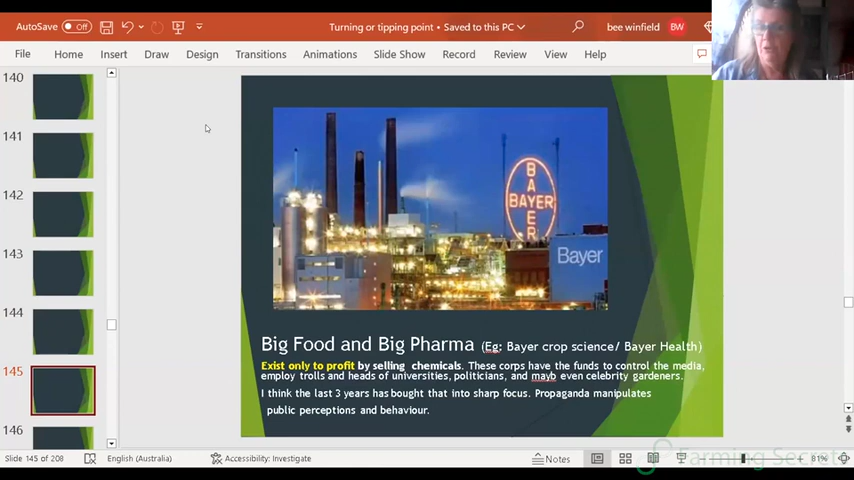 AutoSave
Off
Turning or tipping point • Saved to this PC
bee winfield
BW
File
Home
Insert
Draw
Design
Transitions
Animations
Slide Show
Record
Review
View
Help
140
141
142
143
144
145
146
BAYER
BAYER
Bayer
Big Food and Big Pharma (Eg: Bayer crop science/ Bayer Health)
Exist only to profit by selling chemicals. These corps have the funds to control the media,
employ trolls and heads of universities, politicians, and mayb even celebrity gardeners.
I think the last 3 years has bought that into sharp focus. Propaganda manipulates
public perceptions and behaviour.
Farming Secrets
Slide 145 of 208
English (Australia)
Accessibility: Investigate
Notes
81%